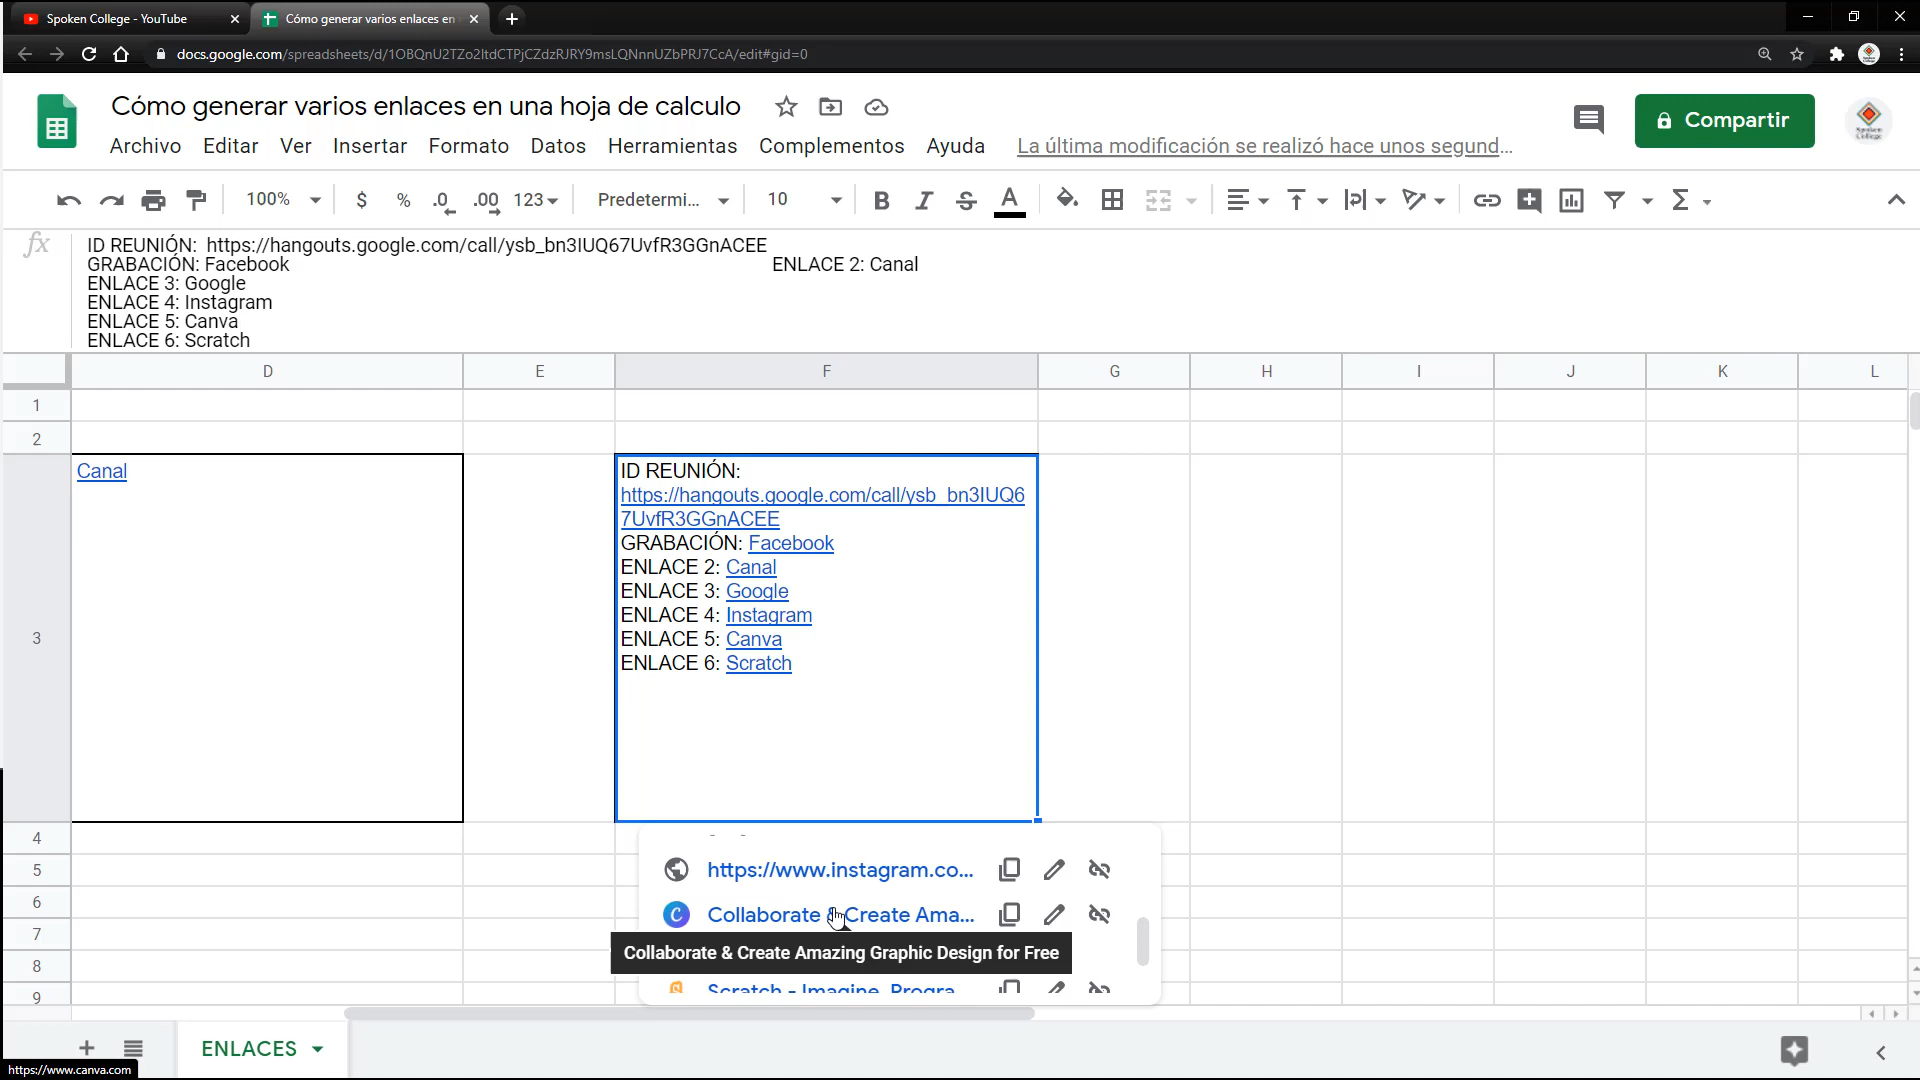 Spoken College - YouTube
Cómo generar varios enlaces en
docs.google.com/spreadsheets/d/1OBQnU2TZo2ItdCTPjCZdzRJRY9msLQNnnUZbPRJ7CcA/edit#gid=0
Cómo generar varios enlaces en una hoja de calculo
Compartir
Archivo Editar Ver Insertar Formato Datos Herramientas Complementos Ayuda La última modificación se realizó hace unos segund...
100% $ % .0 .00 123 Predetermi... 10 B I S A
fx
ID REUNIÓN: https://hangouts.google.com/call/ysb_bn3IUQ67UvfR3GGnACEE
GRABACIÓN: Facebook ENLACE 2: Canal
ENLACE 3: Google
ENLACE 4: Instagram
ENLACE 5: Canva
ENLACE 6: Scratch
D E F G H I J K L
1
2
3
Canal
ID REUNIÓN:
https://hangouts.google.com/call/ysb_bn3IUQ6
7UvfR3GGnACEE
GRABACIÓN: Facebook
ENLACE 2: Canal
ENLACE 3: Google
ENLACE 4: Instagram
ENLACE 5: Canva
ENLACE 6: Scratch
4
5
6
7
8
9
https://www.instagram.co...
Collaborate & Create Ama...
Collaborate & Create Amazing Graphic Design for Free
Scratch - Imagine, Progra
ENLACES
https://www.canva.com